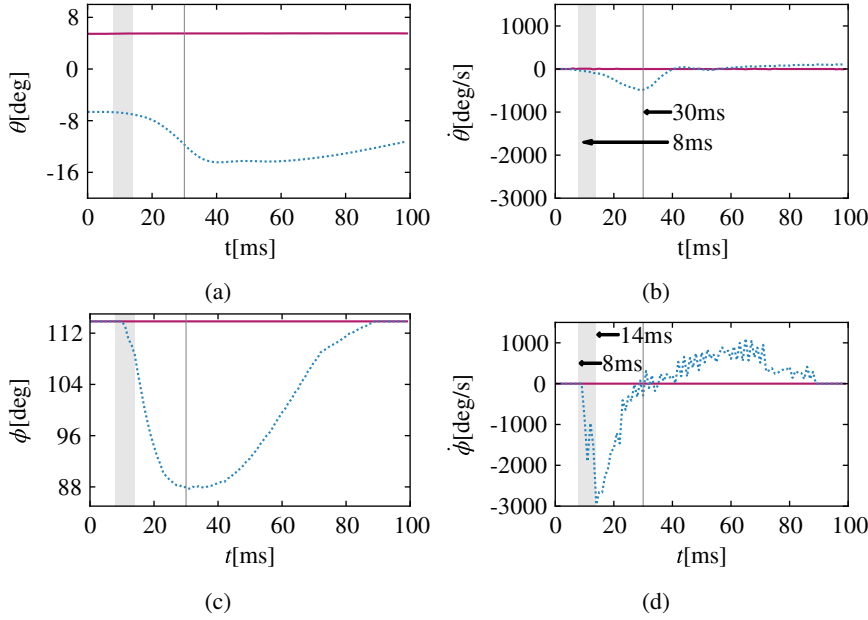 8
0
-8
-16
θ[deg]
0 20 40 60 80 100
t[ms]
(a)
1000
0
-1000
-2000
-3000
θ̇[deg/s]
30ms
8ms
0 20 40 60 80 100
t[ms]
(b)
112
104
96
88
ϕ[deg]
0 20 40 60 80 100
t[ms]
(c)
1000
0
-1000
-2000
-3000
ϕ̇[deg/s]
14ms
8ms
0 20 40 60 80 100
t[ms]
(d)